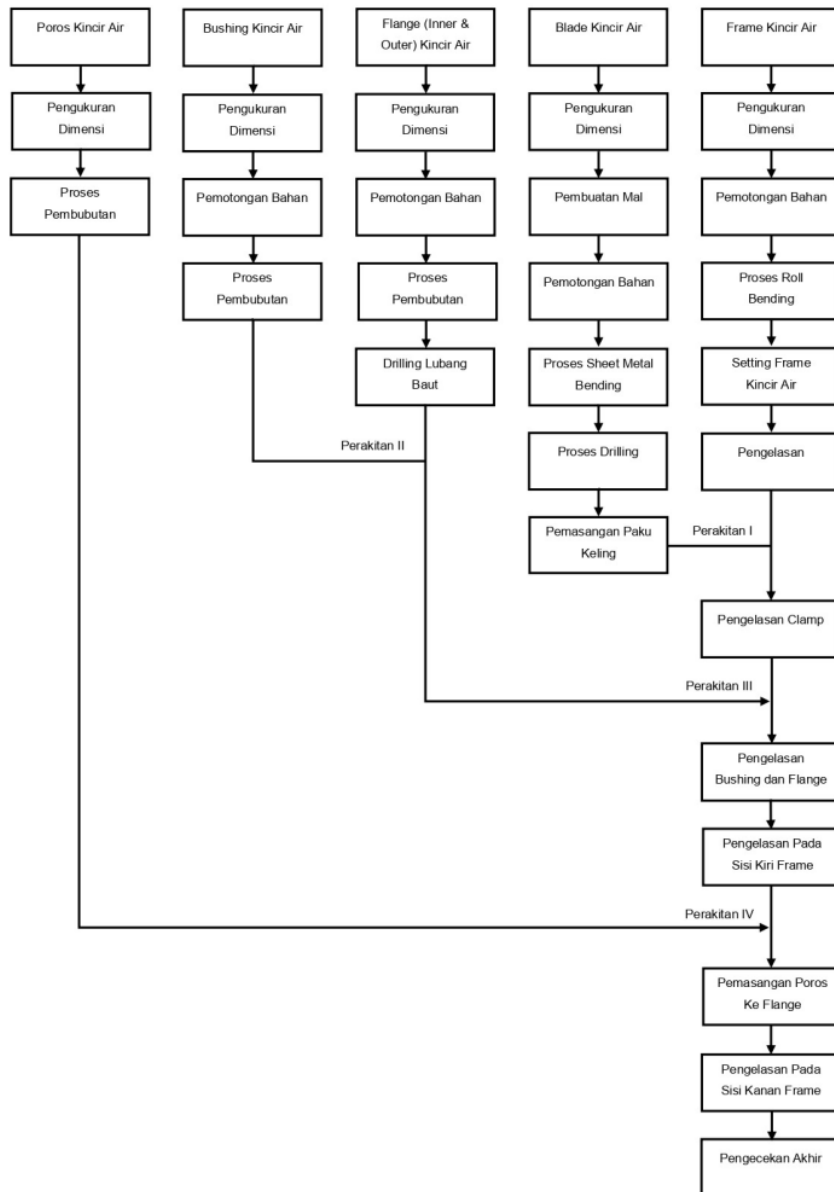 Poros Kincir Air
Pengukuran
Dimensi
Proses
Pembubutan
Bushing Kincir Air
Pengukuran
Dimensi
Pemotongan Bahan
Proses
Pembubutan
Flange (Inner &
Outer) Kincir Air
Pengukuran
Dimensi
Pemotongan Bahan
Proses
Pembubutan
Drilling Lubang
Baut
Perakitan II
Blade Kincir Air
Pengukuran
Dimensi
Pembuatan Mal
Pemotongan Bahan
Proses Sheet Metal
Bending
Proses Drilling
Pemasangan Paku
Keling
Perakitan I
Frame Kincir Air
Pengukuran
Dimensi
Pemotongan Bahan
Proses Roll
Bending
Setting Frame
Kincir Air
Pengelasan
Pengelasan Clamp
Perakitan III
Pengelasan
Bushing dan Flange
Pengelasan Pada
Sisi Kiri Frame
Perakitan IV
Pemasangan Poros
Ke Flange
Pengelasan Pada
Sisi Kanan Frame
Pengecekan Akhir